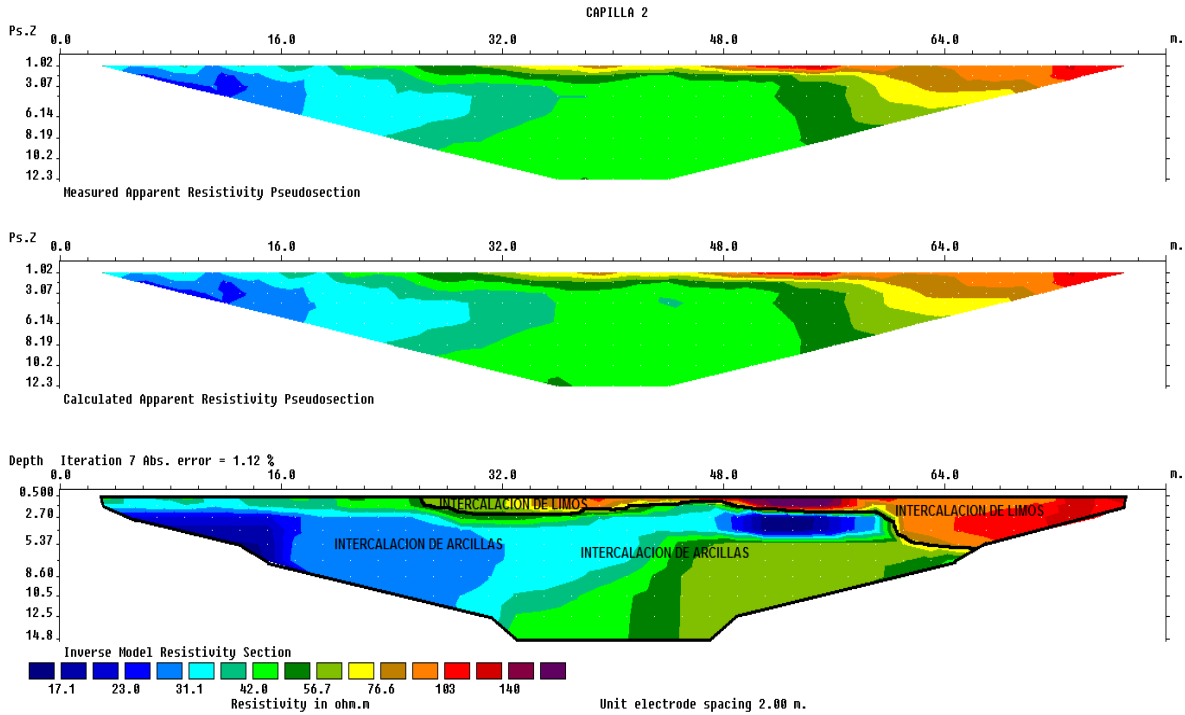 CAPILLA 2
Ps.Z 0.0 16.0 32.0 48.0 64.0 m.
1.02
3.07
6.14
8.19
10.2
12.3
Measured Apparent Resistivity Pseudosection
Ps.Z 0.0 16.0 32.0 48.0 64.0 m.
1.02
3.07
6.14
8.19
10.2
12.3
Calculated Apparent Resistivity Pseudosection
Depth Iteration 7 Abs. error = 1.12 %
0.0 16.0 32.0 48.0 64.0 m.
0.500
2.70
5.37
8.60
10.5
12.5
14.8
INTERCALACION DE LIMOS
INTERCALACION DE LIMOS
INTERCALACION DE ARCILLAS
INTERCALACION DE ARCILLAS
Inverse Model Resistivity Section
17.1 23.0 31.1 42.0 56.7 76.6 103 140
Resistivity in ohm.m
Unit electrode spacing 2.00 m.